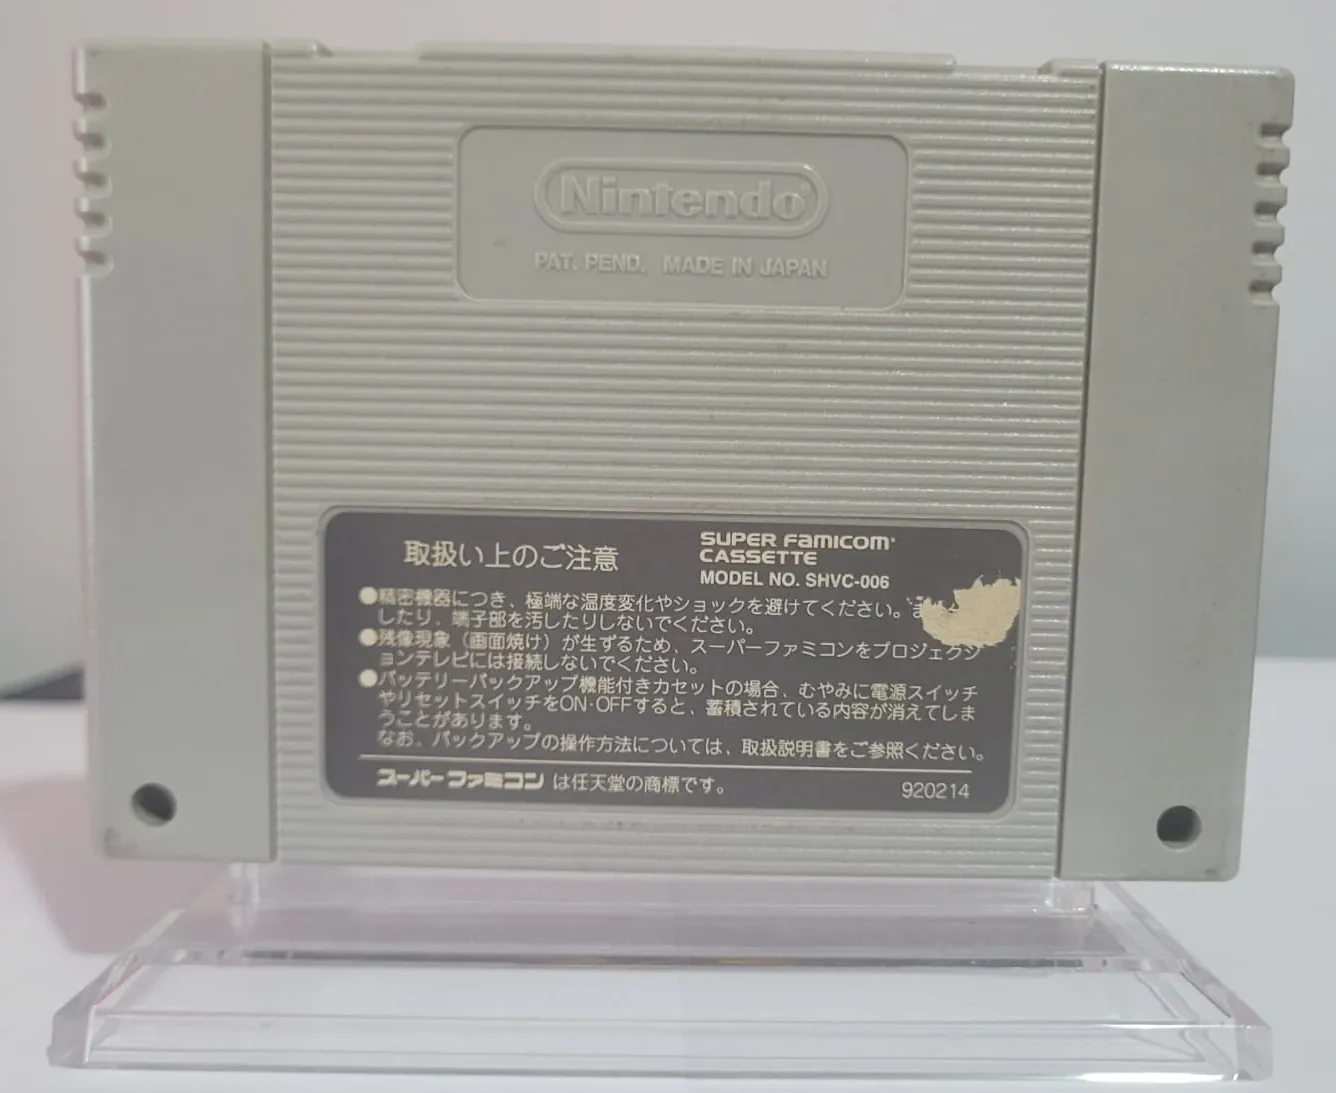 Nintendo
PAT. PEND. MADE IN JAPAN
取扱い上のご注意
SUPER FAMICOM
CASSETTE
MODEL NO. SHVC-006
●精密機器につき、極端な温度変化やショックを避けてください。ま
したり、端子部を汚したりしないでください。
●残像現象（画面焼け）が生ずるため、スーパーファミコンをプロジェクシ
ョンテレビには接続しないでください。
●バッテリーバックアップ機能付きカセットの場合、むやみに電源スイッチ
やリセットスイッチをON・OFFすると、蓄積されている内容が消えてしま
うことがあります。
なお、バックアップの操作方法については、取扱説明書をご参照ください。
スーパーファミコン は任天堂の商標です。
920214